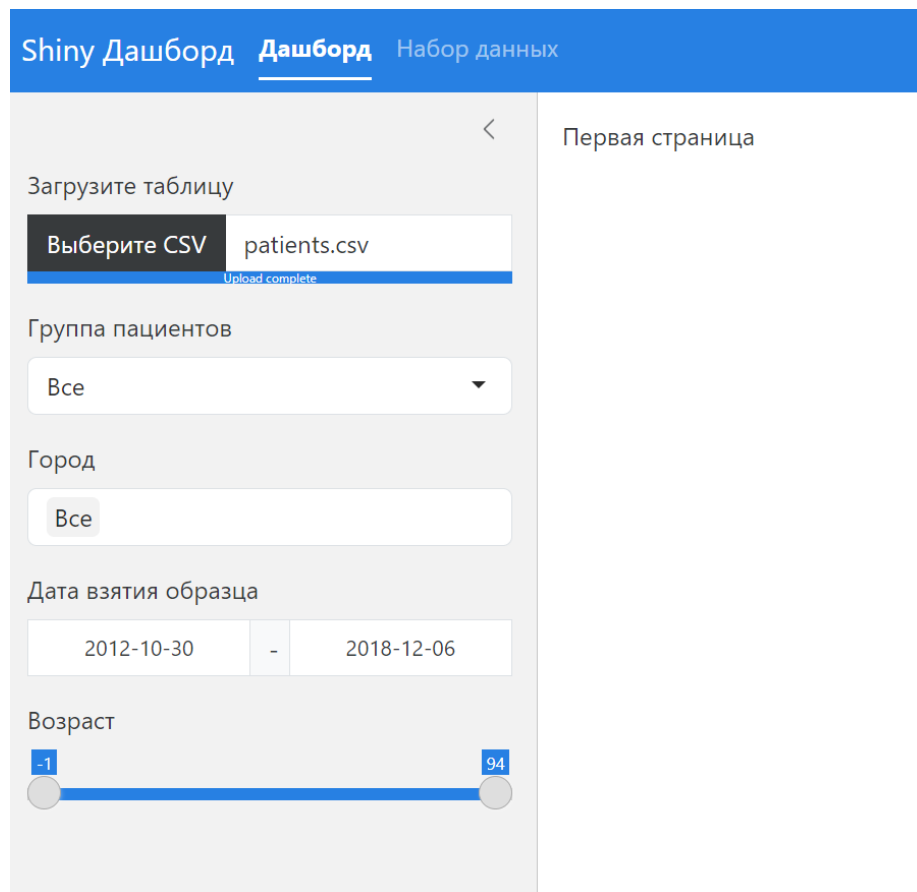 Shiny Дашборд Дашборд Набор данных
Первая страница
Загрузите таблицу
Выберите CSV patients.csv
Upload complete
Группа пациентов
Все
Город
Все
Дата взятия образца
2012-10-30 - 2018-12-06
Возраст
-1 94